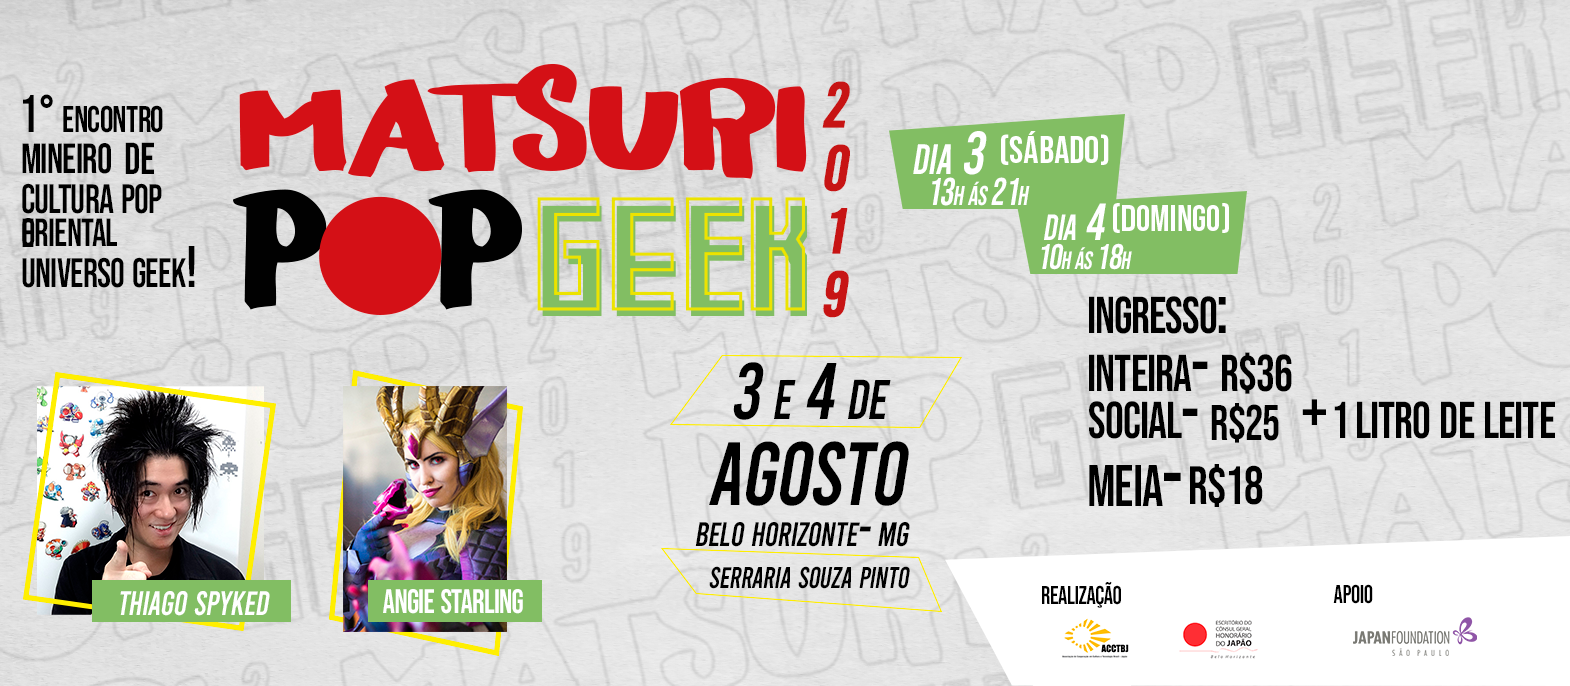 1° ENCONTRO
MINEIRO DE
CULTURA POP
ORIENTAL
UNIVERSO GEEK!
MATSURI
POP GEEK
2019
DIA 3 (SÁBADO)
13H ÁS 21H
DIA 4 (DOMINGO)
10H ÁS 18H
INGRESSO:
INTEIRA- R$36
SOCIAL- R$25 + 1 LITRO DE LEITE
MEIA- R$18
3 E 4 DE
AGOSTO
BELO HORIZONTE- MG
SERRARIA SOUZA PINTO
THIAGO SPYKED
ANGIE STARLING
REALIZAÇÃO
ACCTBJ
ESCRITÓRIO DO
CÔNSUL GERAL
HONORÁRIO
DO JAPÃO
Belo Horizonte
APOIO
JAPANFOUNDATION
SÃO PAULO